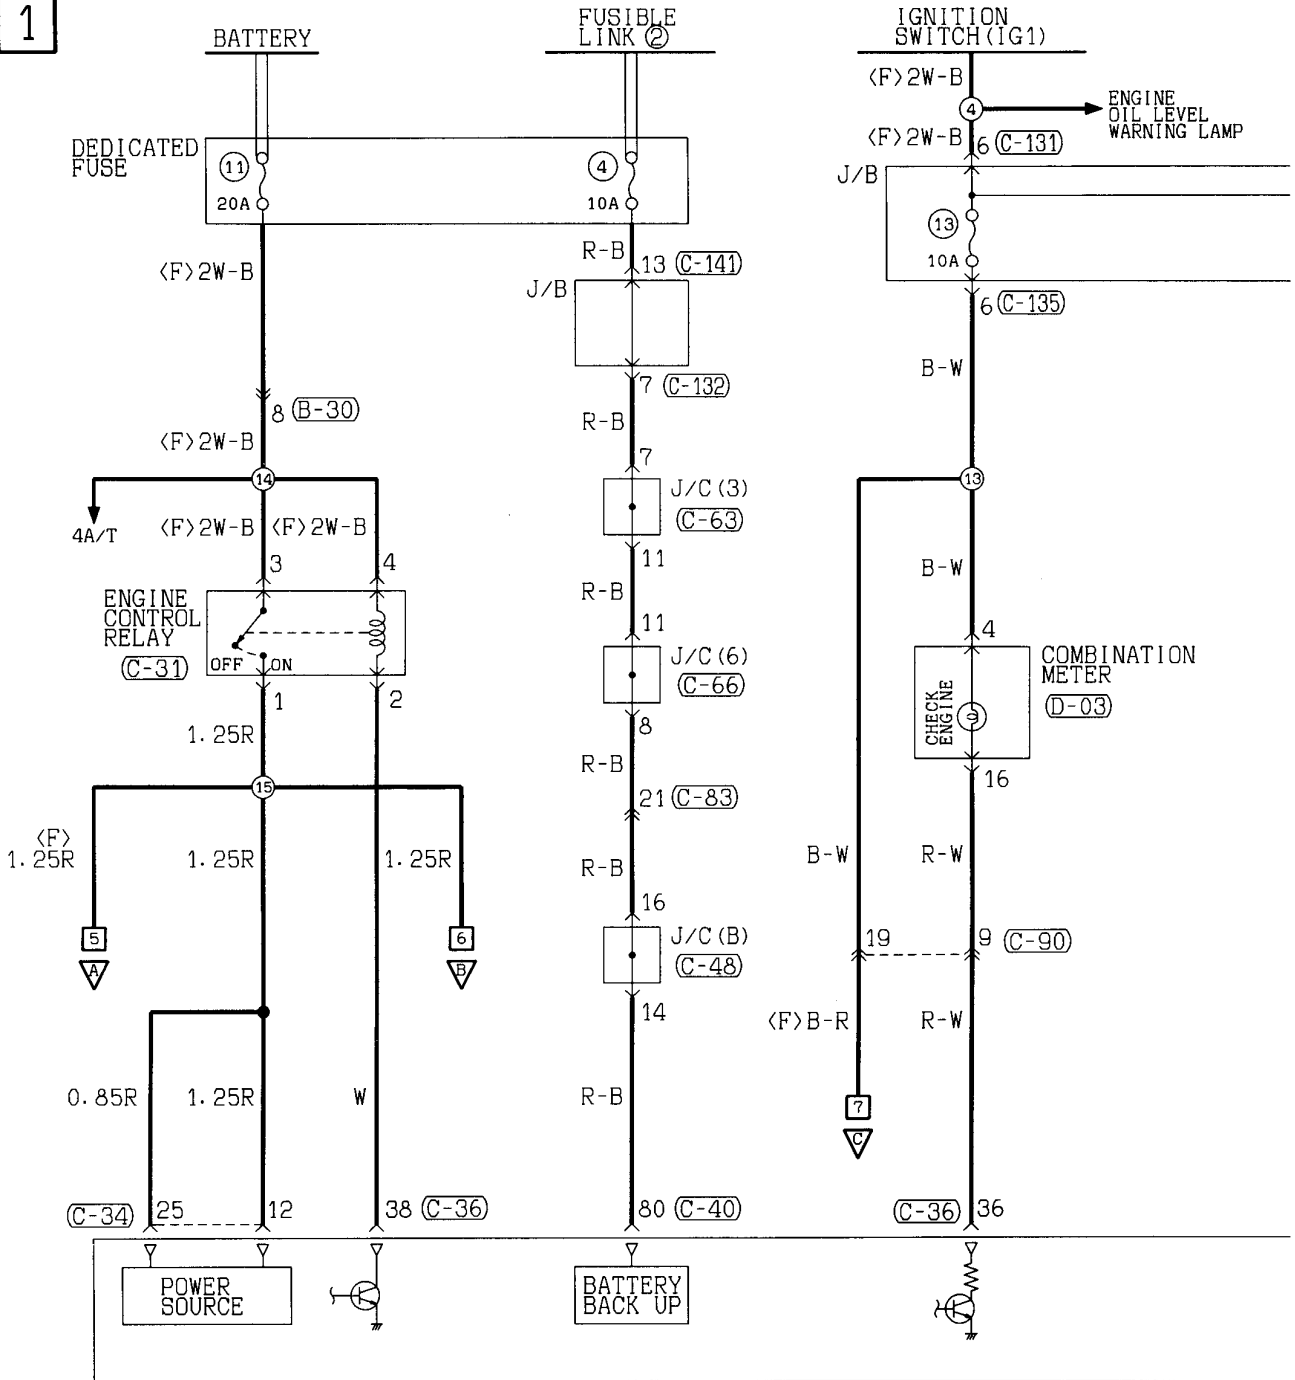 1
BATTERY
FUSIBLE
LINK ②
IGNITION
SWITCH(IG1)
<F>2W-B
④
ENGINE
OIL LEVEL
WARNING LAMP
<F>2W-B
6 (C-131)
DEDICATED
FUSE
⑪
20A
④
10A
J/B
⑬
10A
<F>2W-B
R-B
13 (C-141)
J/B
6 (C-135)
B-W
7 (C-132)
8 (B-30)
<F>2W-B
R-B
7
⑭
⑬
4A/T
<F>2W-B
<F>2W-B
J/C(3)
(C-63)
3
4
11
B-W
ENGINE
CONTROL
RELAY
(C-31)
OFF
ON
R-B
11
4
J/C(6)
(C-66)
COMBINATION
METER
(D-03)
CHECK
ENGINE
1
2
8
1.25R
R-B
16
⑮
21 (C-83)
<F>
1.25R
1.25R
1.25R
R-B
B-W
R-W
16
5
A
6
B
J/C(B)
(C-48)
19
9 (C-90)
14
<F>B-R
R-W
0.85R
1.25R
W
R-B
7
C
(C-34)
25
12
38 (C-36)
80 (C-40)
(C-36)
36
POWER
SOURCE
BATTERY
BACK UP